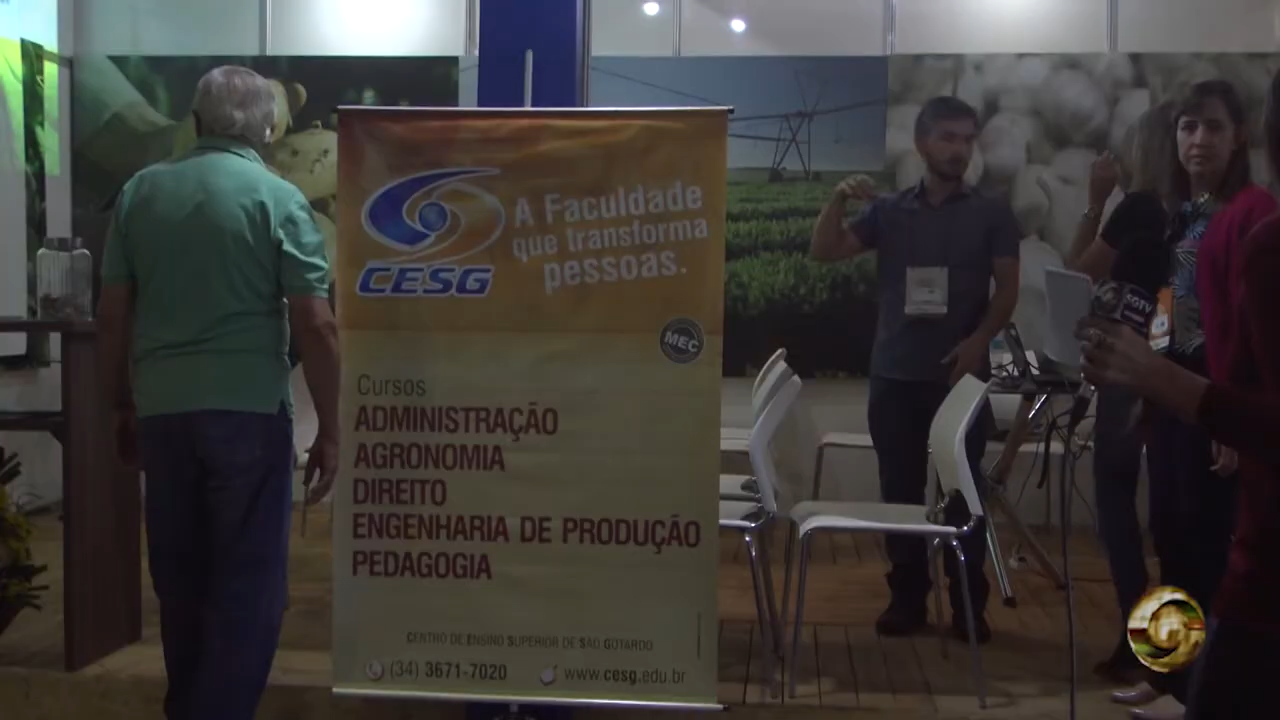 CESG
A Faculdade
que transforma
pessoas.
MEC
Cursos
ADMINISTRAÇÃO
AGRONOMIA
DIREITO
ENGENHARIA DE PRODUÇÃO
PEDAGOGIA
CENTRO DE ENSINO SUPERIOR DE SÃO GOTARDO
(34) 3671-7020
www.cesg.edu.br
SGTV